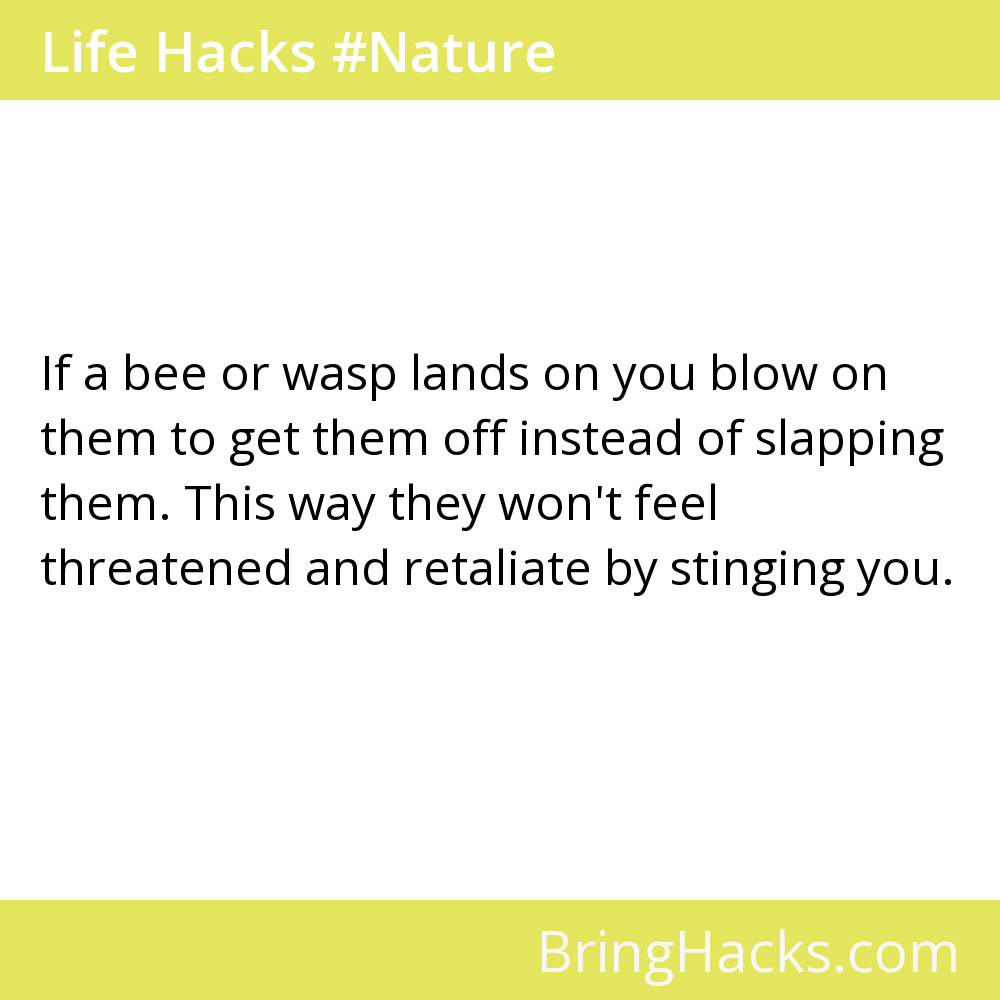 Life Hacks #Nature
If a bee or wasp lands on you blow on
them to get them off instead of slapping
them. This way they won't feel
threatened and retaliate by stinging you.
BringHacks.com